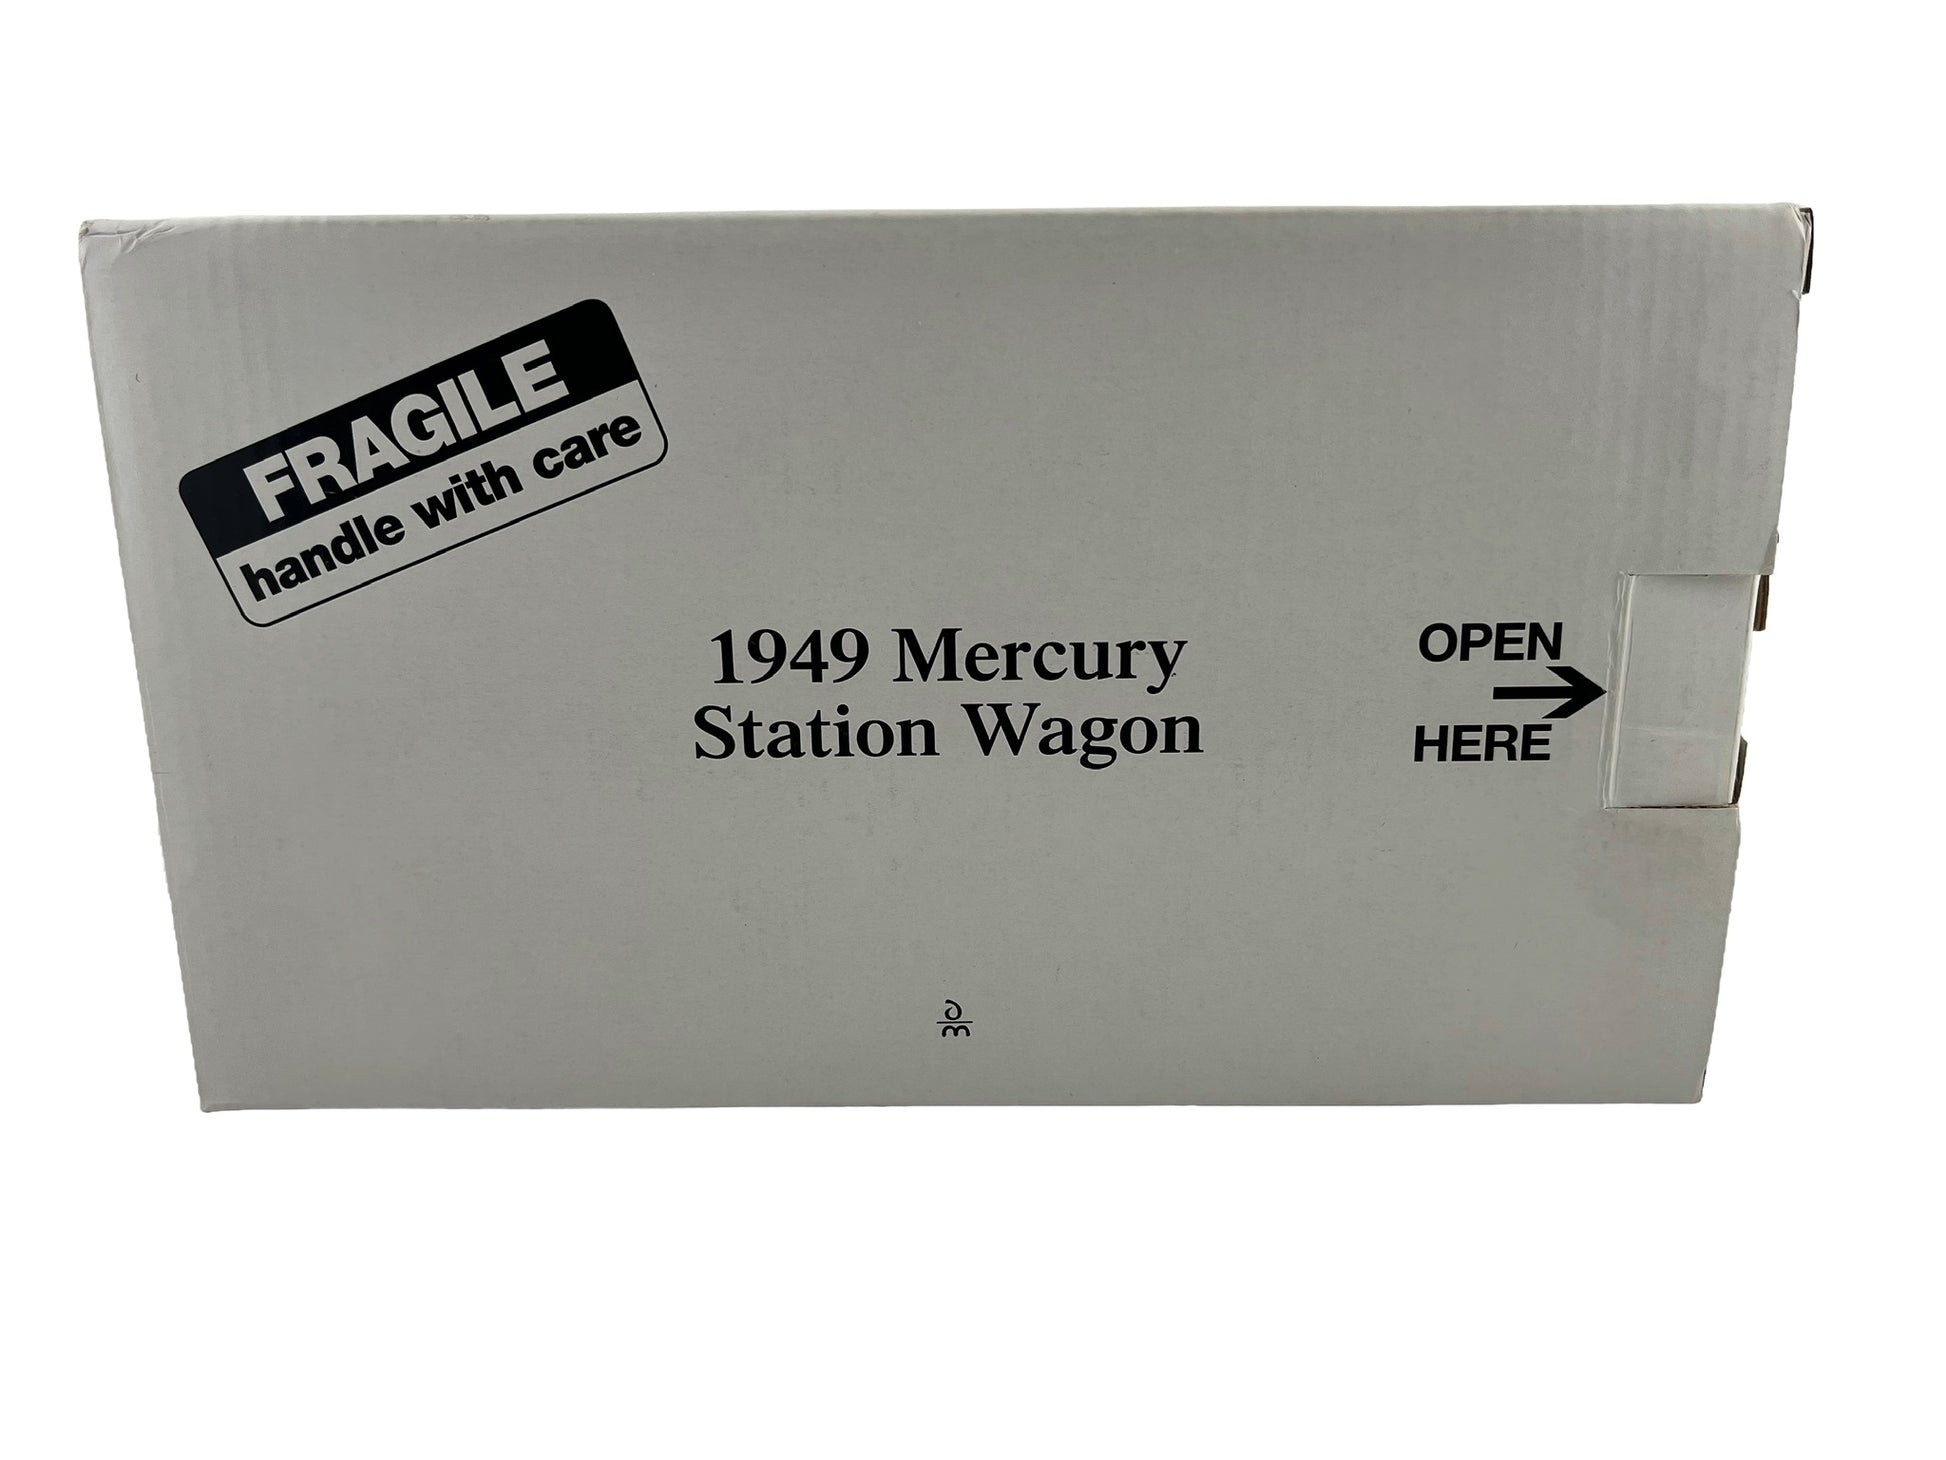 FRAGILE
handle with care
1949 Mercury
Station Wagon
OPEN
HERE